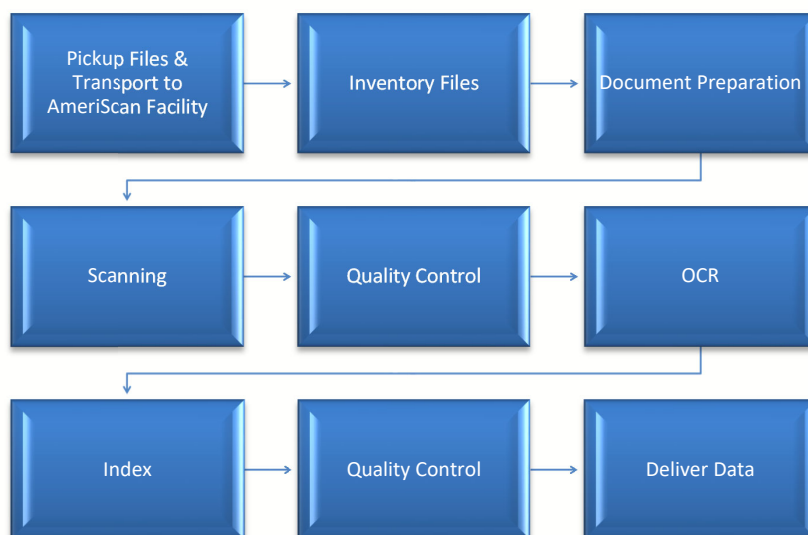 Pickup Files &
Transport to
AmeriScan Facility
Inventory Files
Document Preparation
Scanning
Quality Control
OCR
Index
Quality Control
Deliver Data